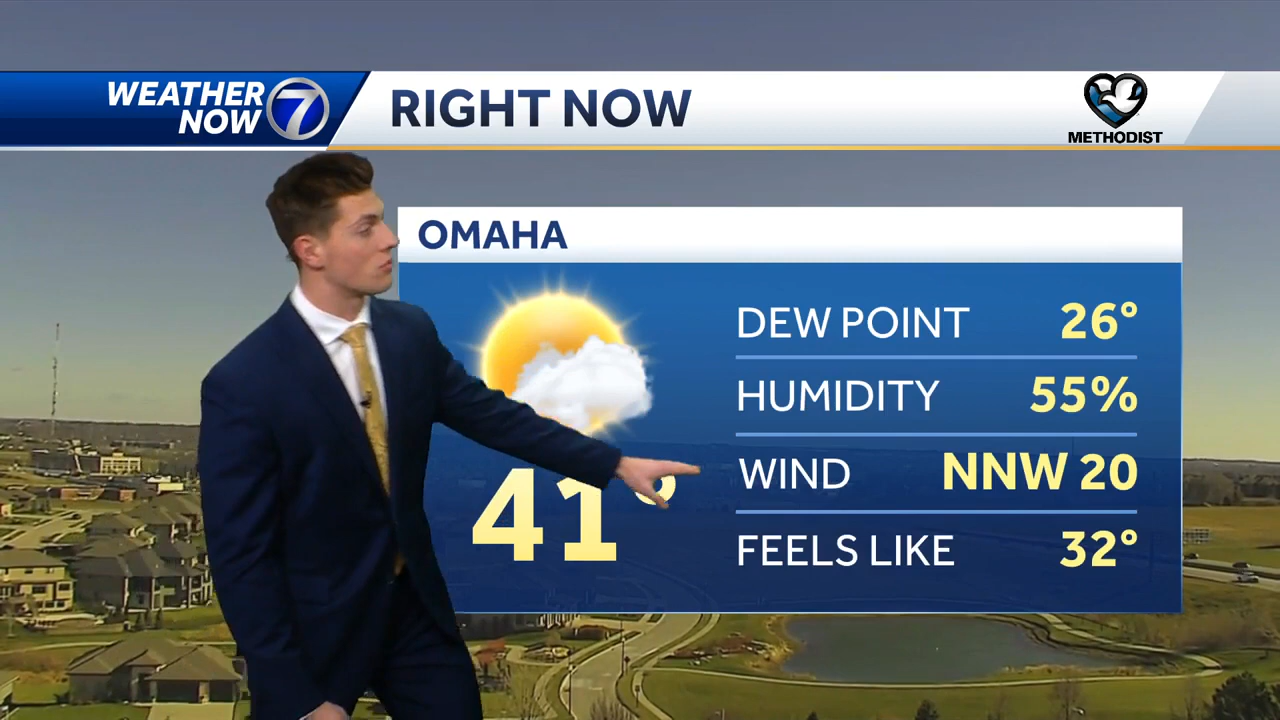 WEATHER
NOW 7
RIGHT NOW
METHODIST
OMAHA
41°
DEW POINT 26°
HUMIDITY 55%
WIND NNW 20
FEELS LIKE 32°